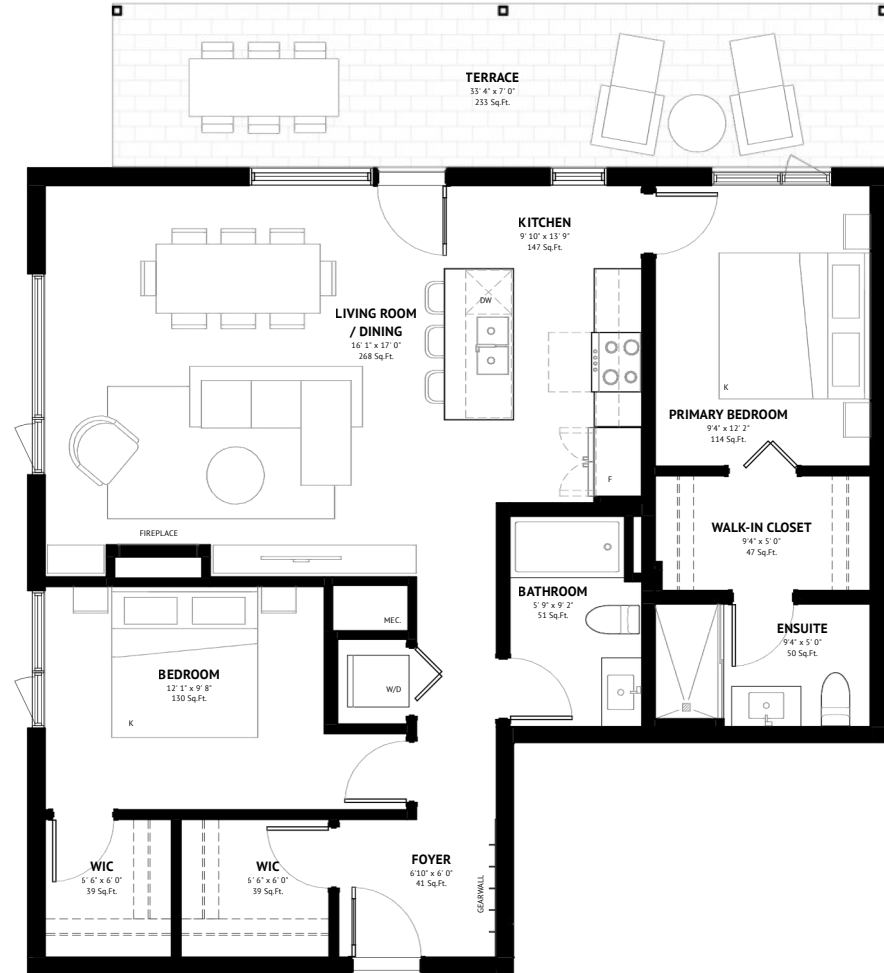 TERRACE
33' 4" x 7' 0"
233 Sq.Ft.
KITCHEN
9' 10" x 13' 9"
147 Sq.Ft.
DW
LIVING ROOM
/ DINING
16' 1" x 17' 0"
268 Sq.Ft.
K
PRIMARY BEDROOM
9'4" x 12' 2"
114 Sq.Ft.
F
FIREPLACE
WALK-IN CLOSET
9'4" x 5' 0"
47 Sq.Ft.
BATHROOM
5' 9" x 9' 2"
51 Sq.Ft.
MEC.
ENSUITE
9'4" x 5' 0"
50 Sq.Ft.
BEDROOM
12' 1" x 9' 8"
130 Sq.Ft.
W/D
K
WIC
6' 6" x 6' 0"
39 Sq.Ft.
WIC
6' 6" x 6' 0"
39 Sq.Ft.
FOYER
6'10" x 6' 0"
41 Sq.Ft.
GEARWALL